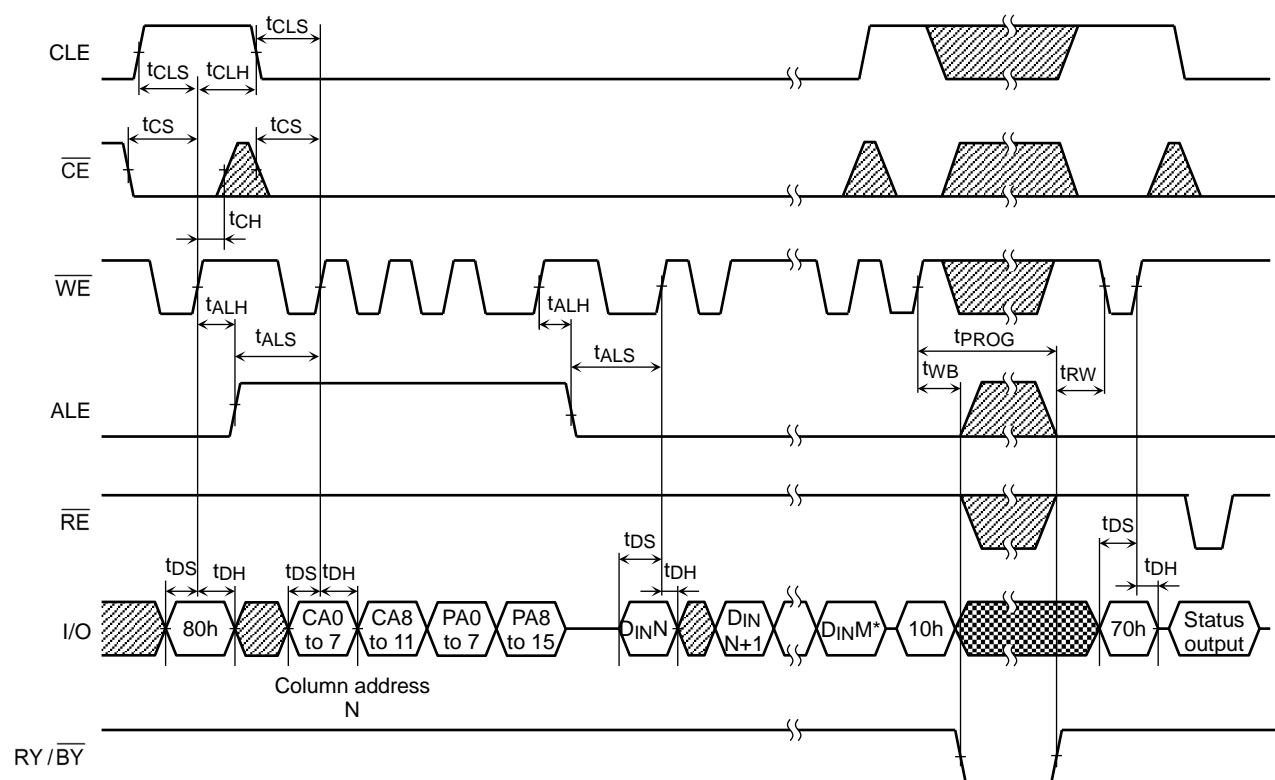 CLE
tCLS
tCLS
tCLH
CE
tCS
tCS
tCH
WE
tALH
tALS
tALH
tALS
tPROG
tWB
tRW
ALE
RE
tDS
tDH
tDS
tDH
tDS
tDH
tDS
tDH
I/O
80h
CA0
to 7
CA8
to 11
PA0
to 7
PA8
to 15
DINN
DIN
N+1
DINM*
10h
70h
Status
output
Column address
N
RY/BY